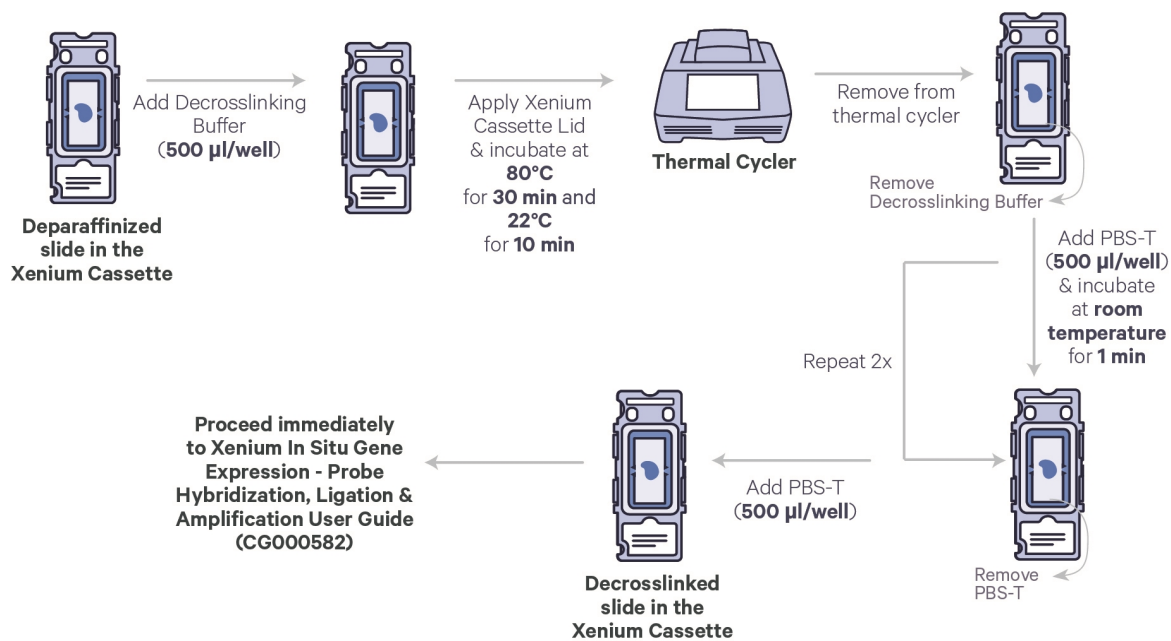 Deparaffinized
slide in the
Xenium Cassette
Add Decrosslinking
Buffer
(500 µl/well)
Apply Xenium
Cassette Lid
& incubate at
80°C
for 30 min and
22°C
for 10 min
Thermal Cycler
Remove from
thermal cycler
Remove
Decrosslinking Buffer
Add PBS-T
(500 µl/well)
& incubate
at room
temperature
for 1 min
Repeat 2x
Remove
PBS-T
Add PBS-T
(500 µl/well)
Decrosslinked
slide in the
Xenium Cassette
Proceed immediately
to Xenium In Situ Gene
Expression - Probe
Hybridization, Ligation &
Amplification User Guide
(CG000582)